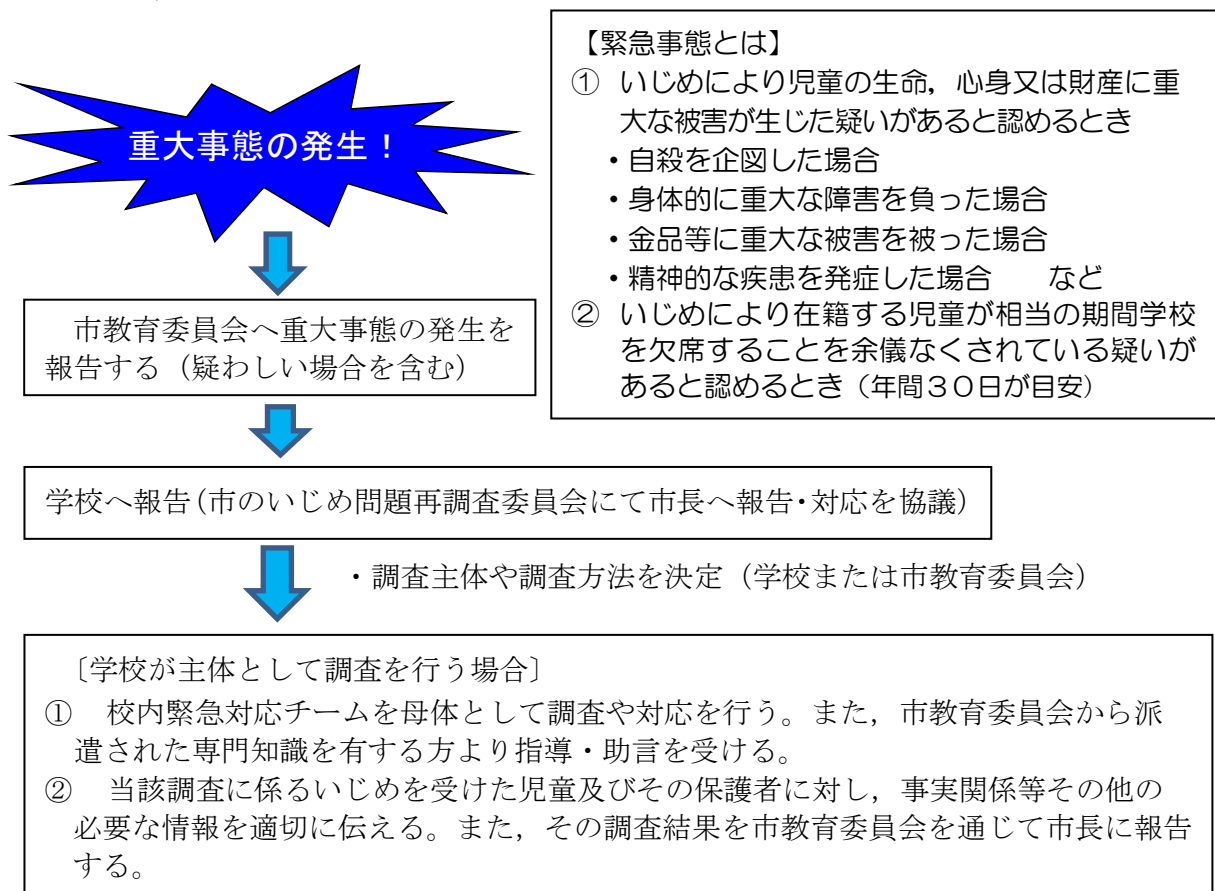 重大事態の発生！
【緊急事態とは】
① いじめにより児童の生命，心身又は財産に重
大な被害が生じた疑いがあると認めるとき
・自殺を企図した場合
・身体的に重大な障害を負った場合
・金品等に重大な被害を被った場合
・精神的な疾患を発症した場合　　など
② いじめにより在籍する児童が相当の期間学校
を欠席することを余儀なくされている疑いが
あると認めるとき（年間３０日が目安）
市教育委員会へ重大事態の発生を
報告する（疑わしい場合を含む）
学校へ報告（市のいじめ問題再調査委員会にて市長へ報告・対応を協議）
・調査主体や調査方法を決定（学校または市教育委員会）
〔学校が主体として調査を行う場合〕
①　校内緊急対応チームを母体として調査や対応を行う。また，市教育委員会から派
遣された専門知識を有する方より指導・助言を受ける。
②　当該調査に係るいじめを受けた児童及びその保護者に対し，事実関係等その他の
必要な情報を適切に伝える。また，その調査結果を市教育委員会を通じて市長に報告
する。